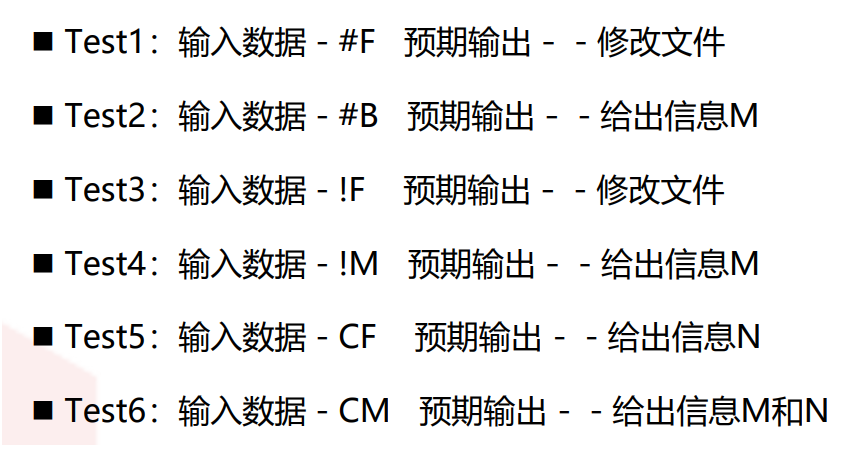 ■ Test1：输入数据 - #F 预期输出 - - 修改文件
■ Test2：输入数据 - #B 预期输出 - - 给出信息M
■ Test3：输入数据 - !F 预期输出 - - 修改文件
■ Test4：输入数据 - !M 预期输出 - - 给出信息M
■ Test5：输入数据 - CF 预期输出 - - 给出信息N
■ Test6：输入数据 - CM 预期输出 - - 给出信息M和N